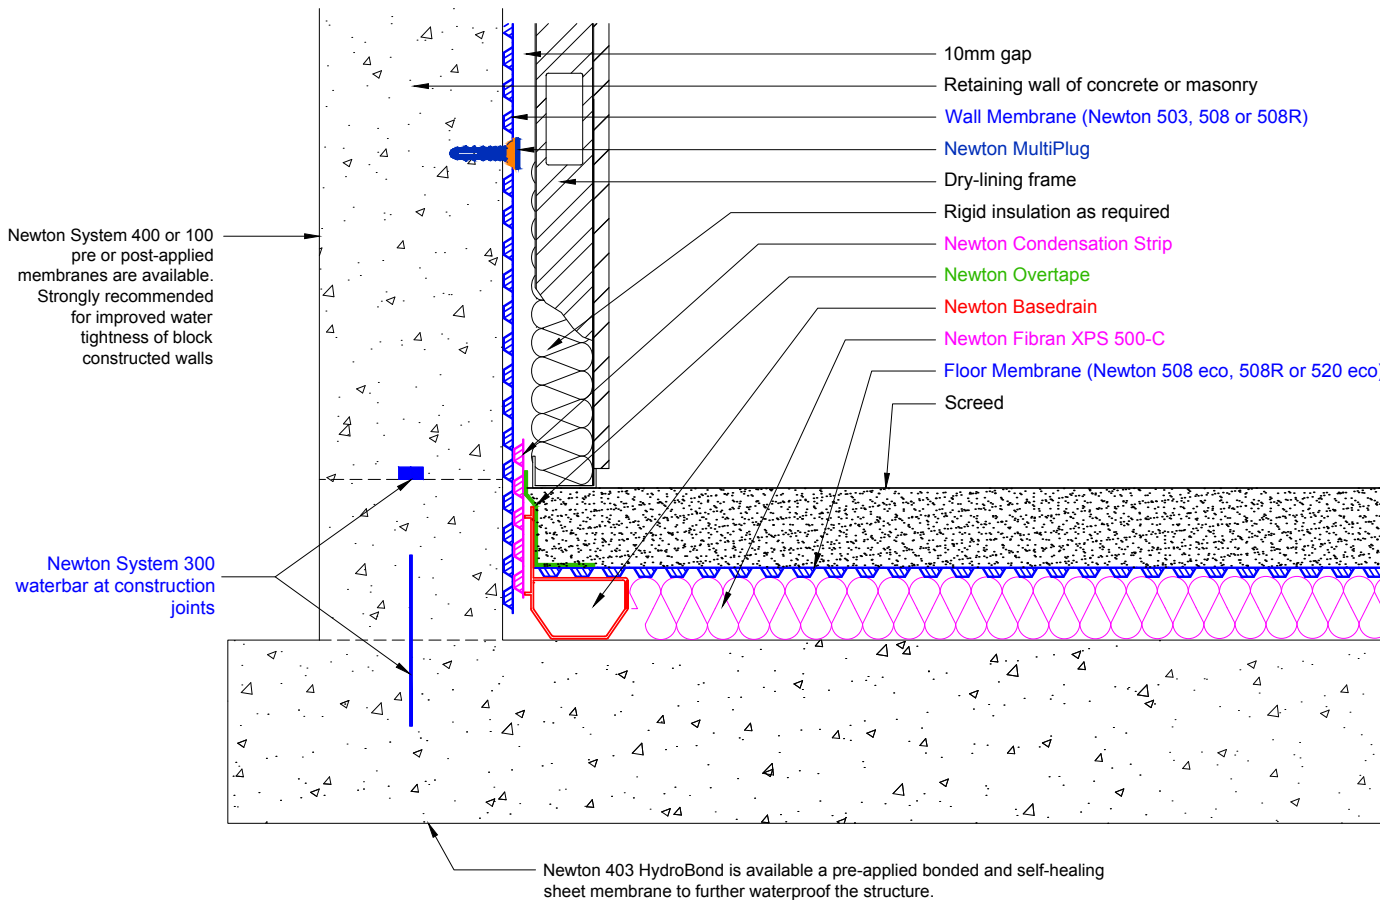 10mm gap
Retaining wall of concrete or masonry
Wall Membrane (Newton 503, 508 or 508R)
Newton MultiPlug
Dry-lining frame
Rigid insulation as required
Newton Condensation Strip
Newton Overtape
Newton Basedrain
Newton Fibran XPS 500-C
Floor Membrane (Newton 508 eco, 508R or 520 eco)
Screed
Newton System 400 or 100
pre or post-applied
membranes are available.
Strongly recommended
for improved water
tightness of block
constructed walls
Newton System 300
waterbar at construction
joints
Newton 403 HydroBond is available a pre-applied bonded and self-healing
sheet membrane to further waterproof the structure.